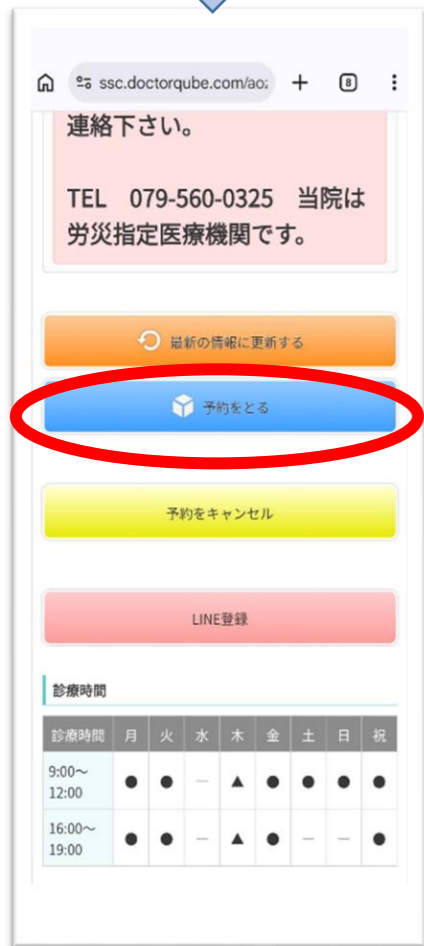 ssc.doctorqube.com/ao
8
連絡下さい。
TEL 079-560-0325 当院は
労災指定医療機関です。
最新の情報に更新する
予約をとる
予約をキャンセル
LINE登録
診療時間
診療時間 月 火 水 木 金 土 日 祝
9:00～
12:00 ● ● － ▲ ● ● ● ●
16:00～
19:00 ● ● － ▲ ● － － ●